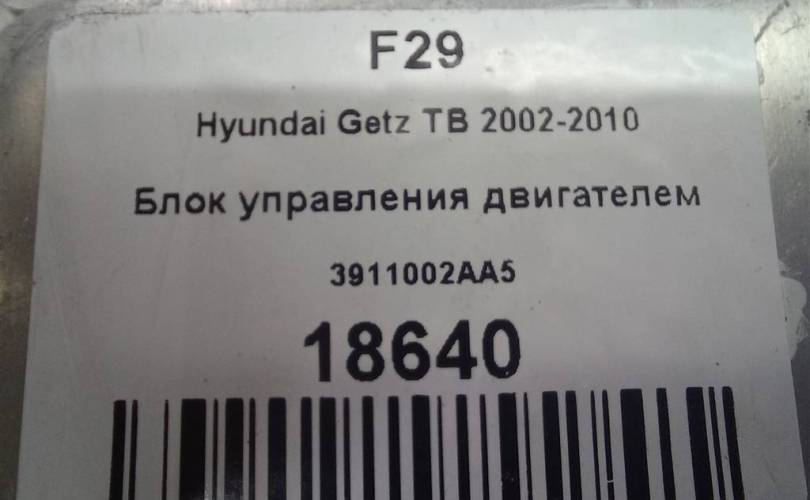 F29
Hyundai Getz TB 2002-2010
Блок управления двигателем
3911002AA5
18640